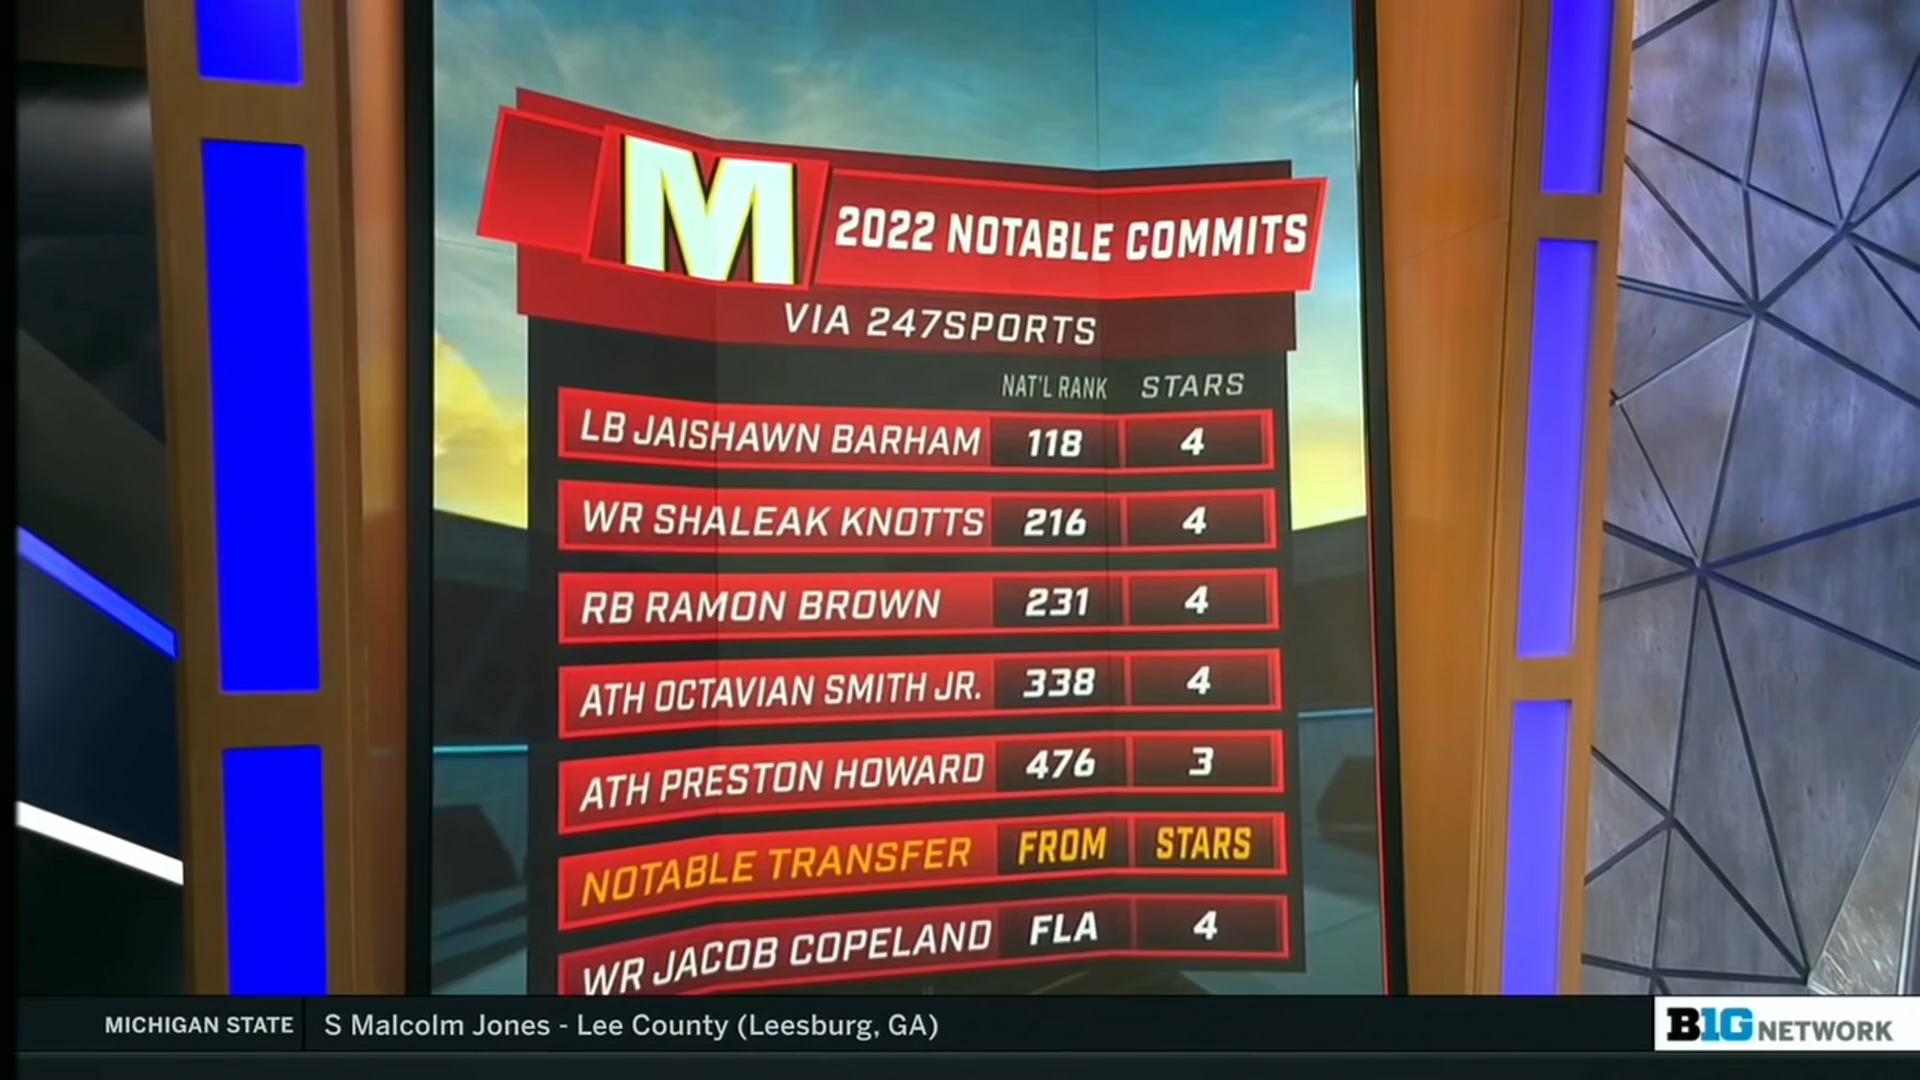 M 2022 NOTABLE COMMITS
VIA 247SPORTS
NAT'L RANK STARS
LB JAISHAWN BARHAM 118 4
WR SHALEAK KNOTTS 216 4
RB RAMON BROWN 231 4
ATH OCTAVIAN SMITH JR. 338 4
ATH PRESTON HOWARD 476 3
NOTABLE TRANSFER FROM STARS
WR JACOB COPELAND FLA 4
MICHIGAN STATE S Malcolm Jones - Lee County (Leesburg, GA) B1G NETWORK